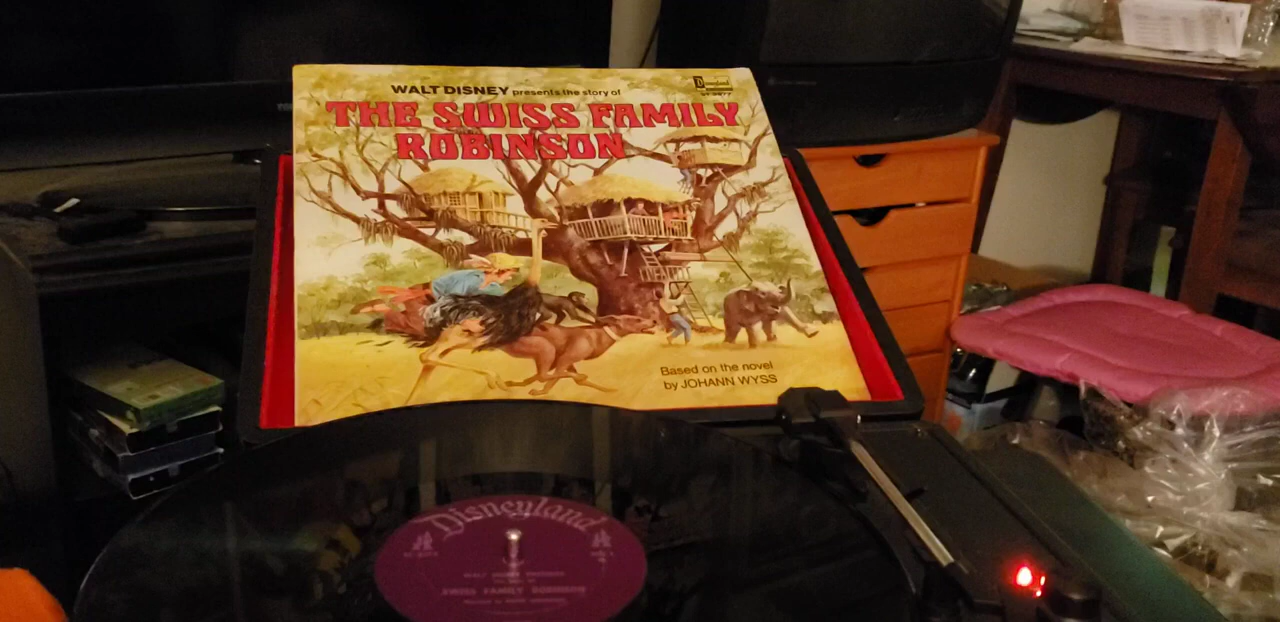 WALT DISNEY presents the story of
THE SWISS FAMILY
ROBINSON
Disneyland
Based on the novel
by JOHANN WYSS
Disneyland
SWISS FAMILY ROBINSON